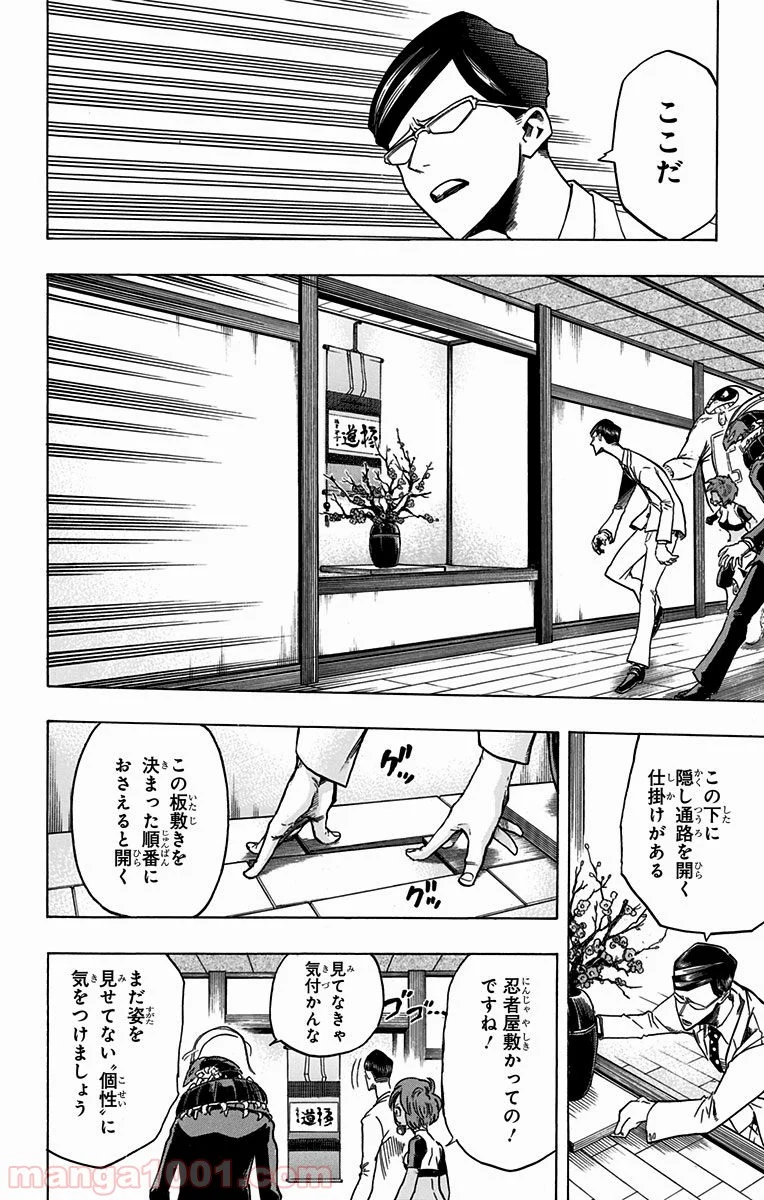 ここだ
極道
この下に
隠し通路を開く
仕掛けがある
この板敷きを
決まった順番に
おさえると開く
忍者屋敷かっての!
ですね!
見てなきゃ
気付かんな
ゴゴ…
まだ姿を
見せてない〝個性〟に
気をつけましょう
極道
manga1001.com